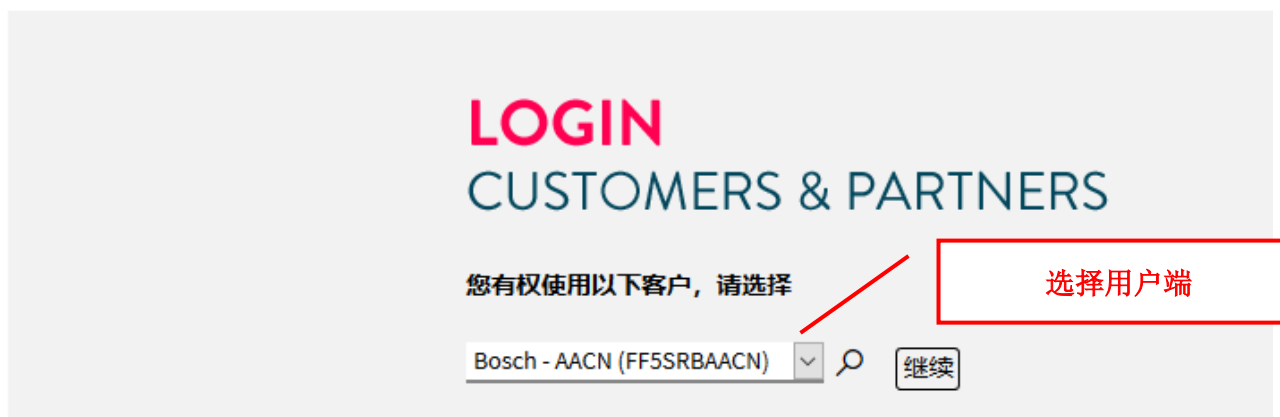 LOGIN
CUSTOMERS & PARTNERS
您有权使用以下客户，请选择
选择用户端
Bosch - AACN (FF5SRBAACN)
继续